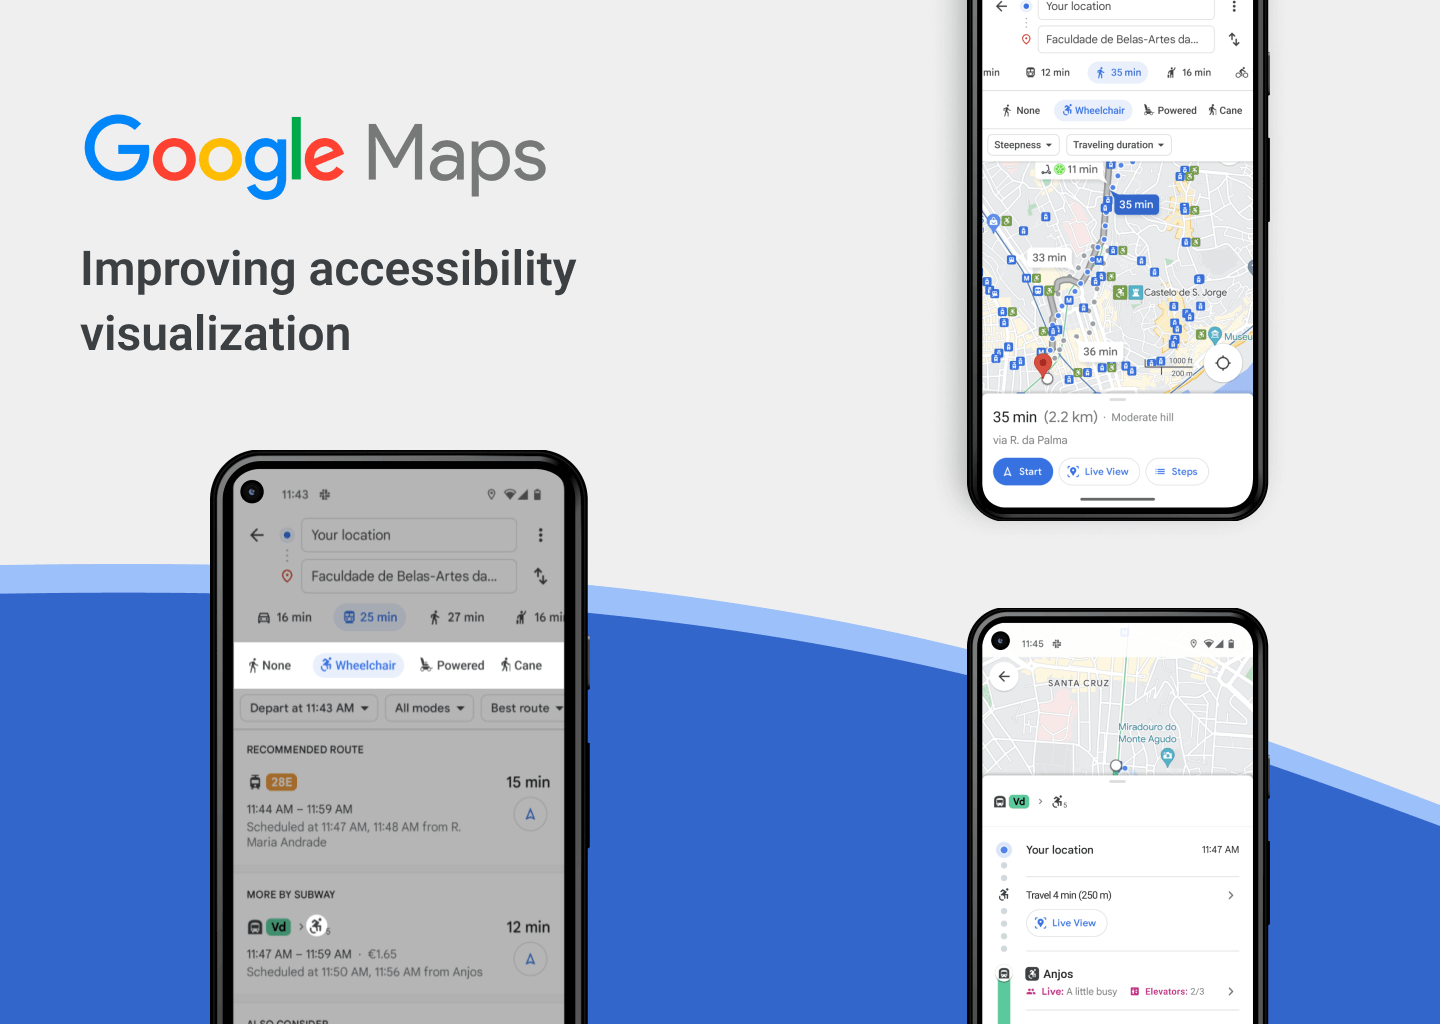 Google Maps
Improving accessibility
visualization
11:43
Your location
Faculdade de Belas-Artes da...
16 min
25 min
27 min
16 mi
None
Wheelchair
Powered
Cane
Depart at 11:43 AM
All modes
Best route
RECOMMENDED ROUTE
28E
15 min
11:44 AM – 11:59 AM
Scheduled at 11:47 AM, 11:48 AM from R.
Maria Andrade
MORE BY SUBWAY
Vd
5
12 min
11:47 AM – 11:59 AM · €1.65
Scheduled at 11:50 AM, 11:56 AM from Anjos
ALSO CONSIDER
Your location
Faculdade de Belas-Artes da...
min
12 min
35 min
16 min
None
Wheelchair
Powered
Cane
Steepness
Traveling duration
11 min
35 min
33 min
Castelo de S. Jorge
Museu
36 min
1000 ft
200 m
35 min (2.2 km) · Moderate hill
via R. da Palma
Start
Live View
Steps
11:45
SANTA CRUZ
Miradouro do
Monte Agudo
Vd
5
Your location
11:47 AM
Travel 4 min (250 m)
Live View
Anjos
Live: A little busy
Elevators: 2/3